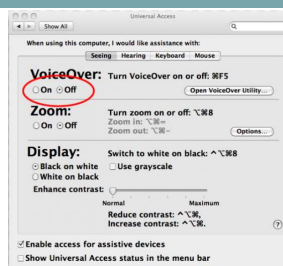 Universal Access
Show All
When using this computer, I would like assistance with:
Seeing Hearing Keyboard Mouse
VoiceOver: Turn VoiceOver on or off: ⌘F5
On Off Open VoiceOver Utility...
Zoom: Turn zoom on or off: ⌥⌘8
Zoom in: ⌥⌘=
On Off Zoom out: ⌥⌘- Options...
Display: Switch to white on black: ^⌥⌘8
Black on white Use grayscale
White on black
Enhance contrast:
Normal Maximum
Reduce contrast: ^⌥⌘,
Increase contrast: ^⌥⌘.
?
Enable access for assistive devices
Show Universal Access status in the menu bar